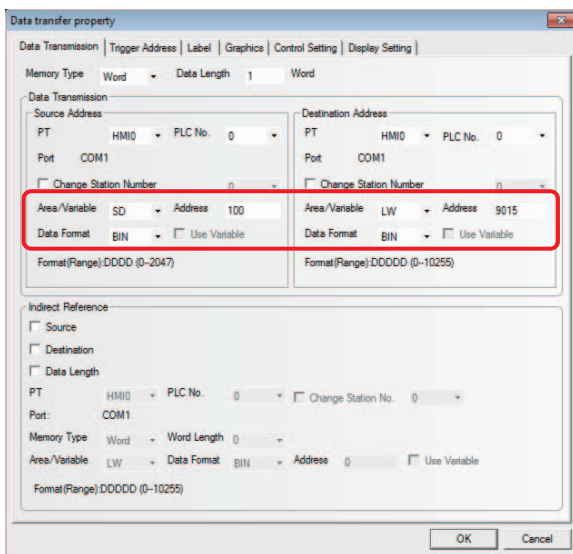 Data transfer property
Data Transmission Trigger Address Label Graphics Control Setting Display Setting
Memory Type Word Data Length 1 Word
Data Transmission
Source Address
PT HMI0 PLC No. 0
Port COM1
Change Station Number 0
Area/Variable SD Address 100
Data Format BIN Use Variable
Format(Range):DDDD (0--2047)
Destination Address
PT HMI0 PLC No. 0
Port COM1
Change Station Number 0
Area/Variable LW Address 9015
Data Format BIN Use Variable
Format(Range):DDDDD (0--10255)
Indirect Reference
Source
Destination
Data Length
PT HMI0 PLC No. 0 Change Station No. 0
Port: COM1
Memory Type Word Word Length 0
Area/Variable LW Data Format BIN Address 0 Use Variable
Format(Range):DDDDD (0--10255)
OK Cancel